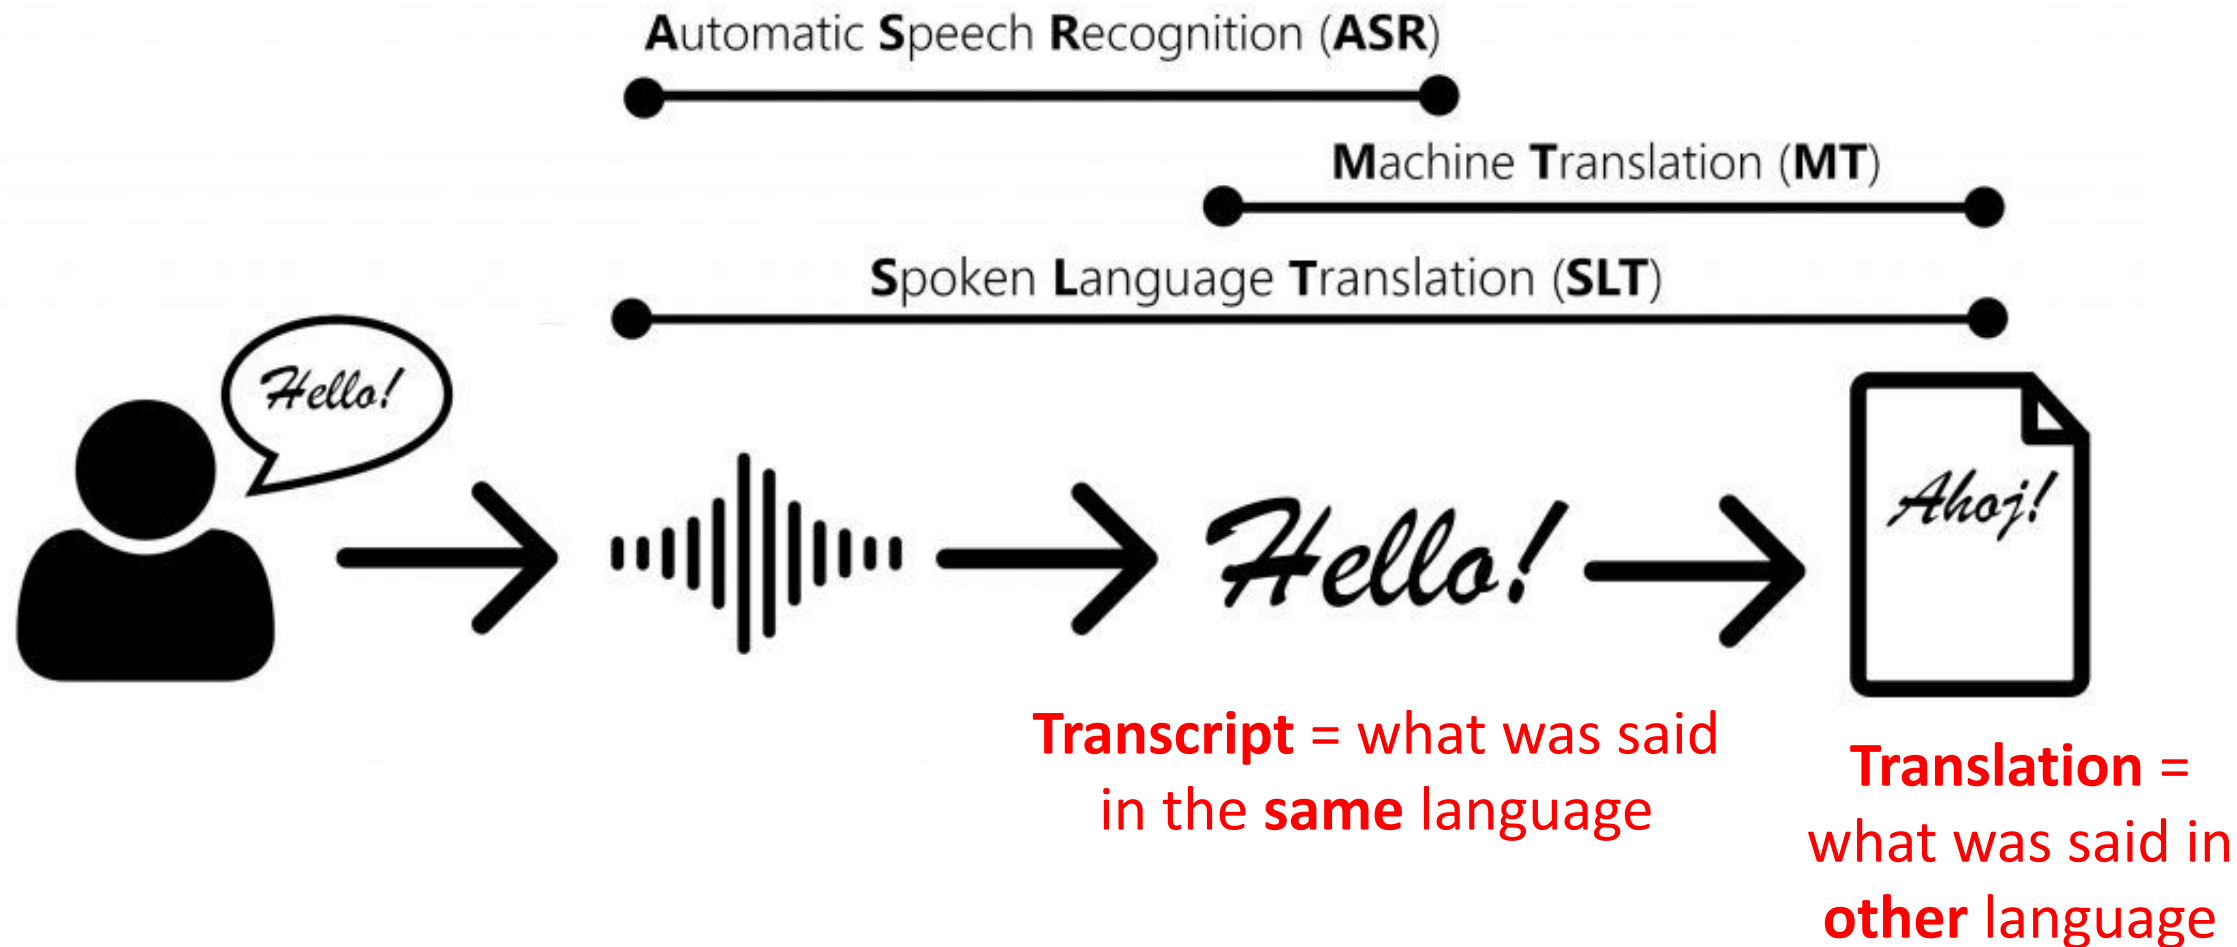 Automatic Speech Recognition (ASR)
Machine Translation (MT)
Spoken Language Translation (SLT)
Hello!
Hello!
Ahoj!
Transcript = what was said
in the same language
Translation =
what was said in
other language